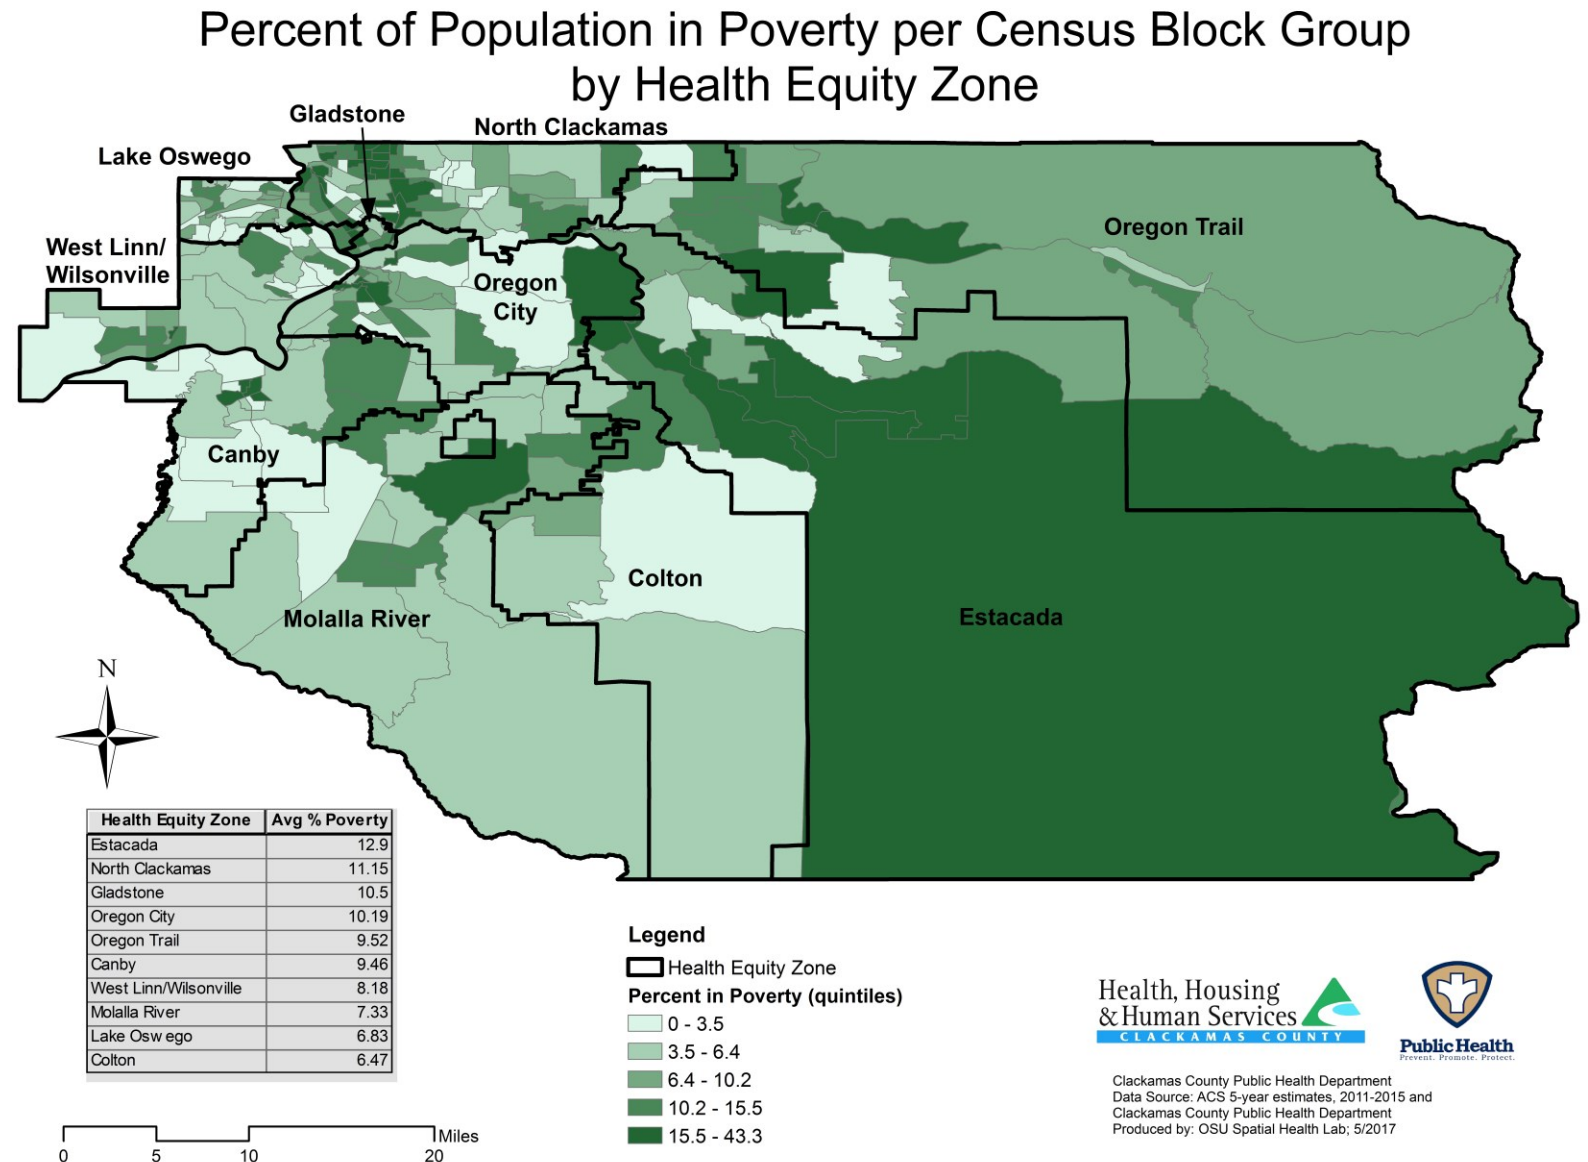 Percent of Population in Poverty per Census Block Group
by Health Equity Zone
Gladstone
North Clackamas
Lake Oswego
West Linn/
Wilsonville
Oregon Trail
Oregon
City
Canby
Colton
Molalla River
Estacada
N
Health Equity Zone Avg % Poverty
Estacada 12.9
North Clackamas 11.15
Gladstone 10.5
Oregon City 10.19
Oregon Trail 9.52
Canby 9.46
West Linn/Wilsonville 8.18
Molalla River 7.33
Lake Oswego 6.83
Colton 6.47
Legend
Health Equity Zone
Percent in Poverty (quintiles)
0 - 3.5
3.5 - 6.4
6.4 - 10.2
10.2 - 15.5
15.5 - 43.3
Miles
0 5 10 20
Health, Housing
& Human Services
CLACKAMAS COUNTY
Public Health
Prevent. Promote. Protect.
Clackamas County Public Health Department
Data Source: ACS 5-year estimates, 2011-2015 and
Clackamas County Public Health Department
Produced by: OSU Spatial Health Lab; 5/2017